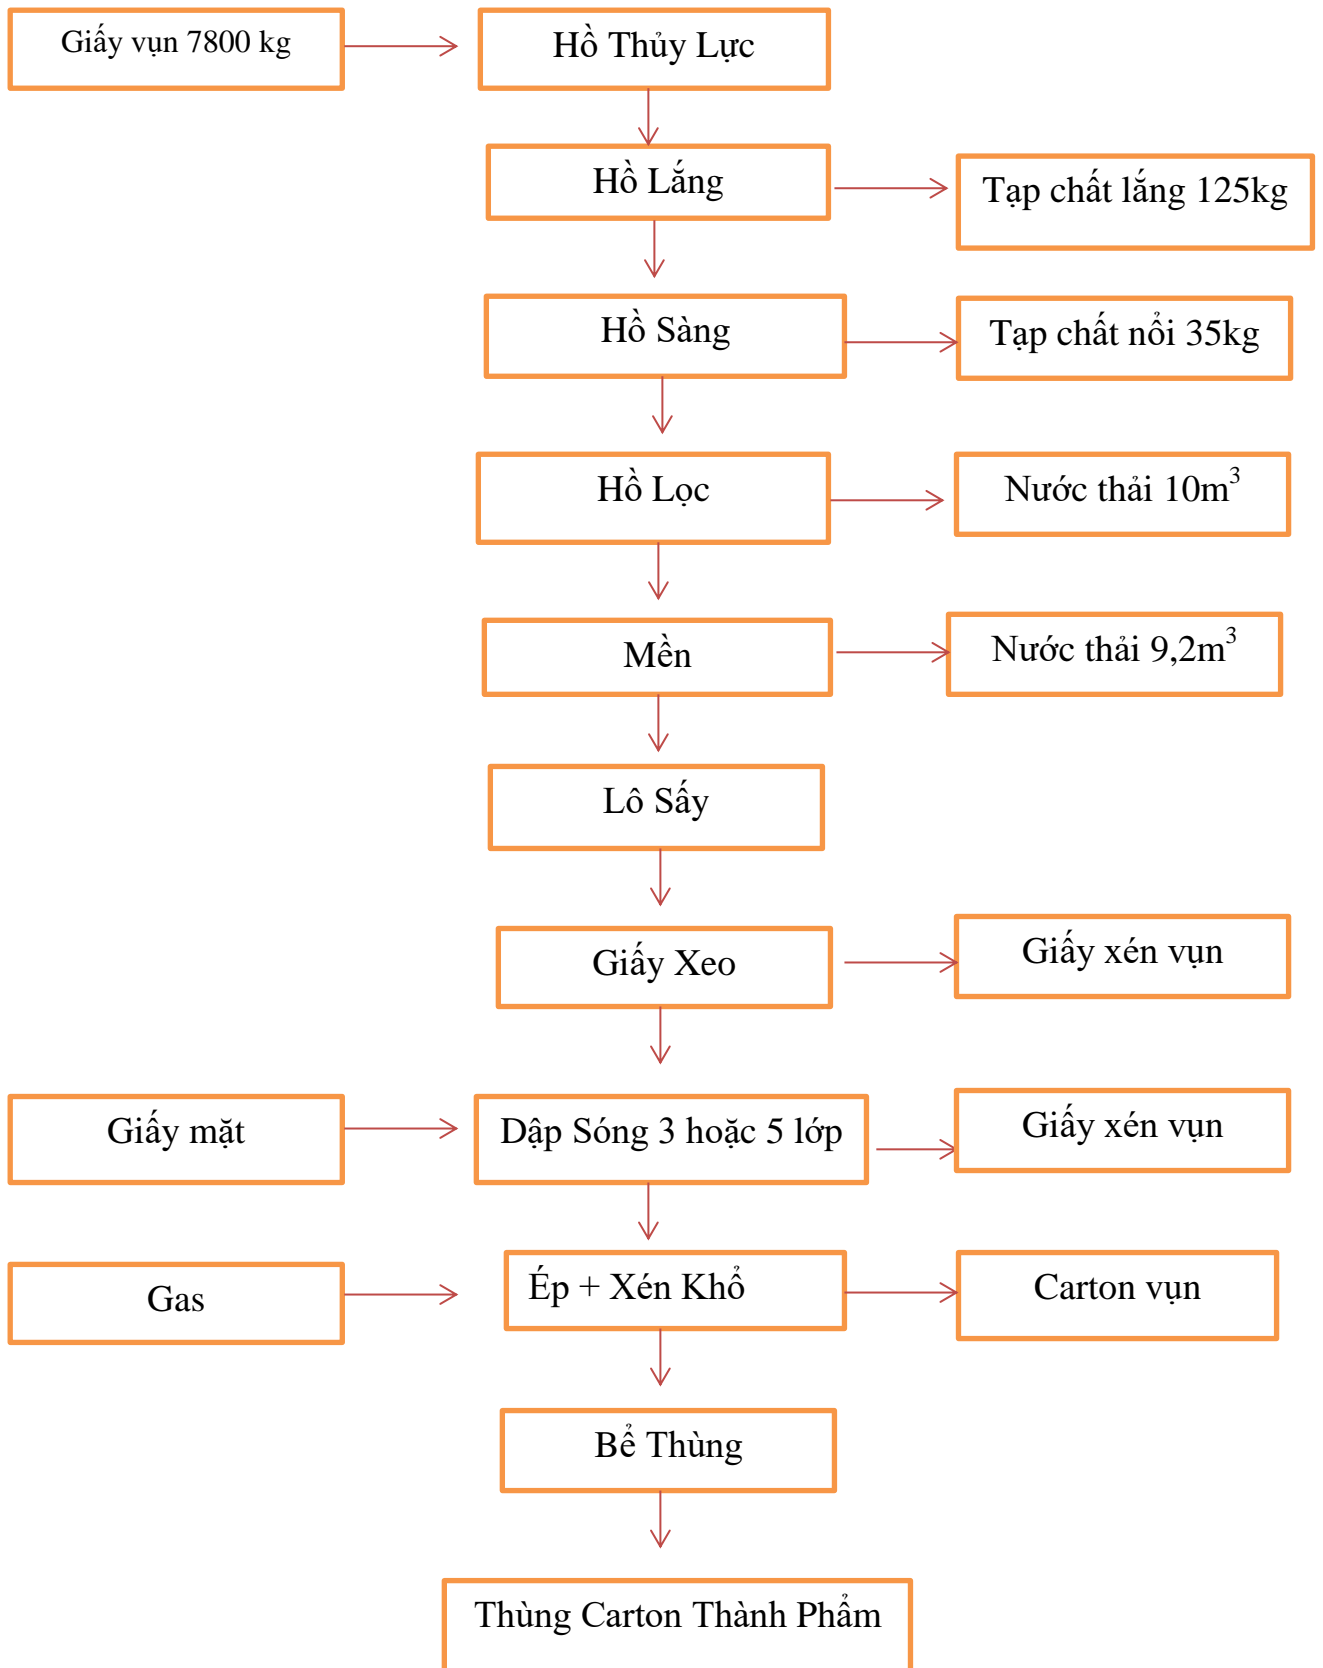 Giấy vụn 7800 kg
Hồ Thủy Lực
Hồ Lắng
Tạp chất lắng 125kg
Hồ Sàng
Tạp chất nổi 35kg
Hồ Lọc
Nước thải 10m³
Mền
Nước thải 9,2m³
Lô Sấy
Giấy Xeo
Giấy xén vụn
Giấy mặt
Dập Sóng 3 hoặc 5 lớp
Giấy xén vụn
Gas
Ép + Xén Khổ
Carton vụn
Bể Thùng
Thùng Carton Thành Phẩm